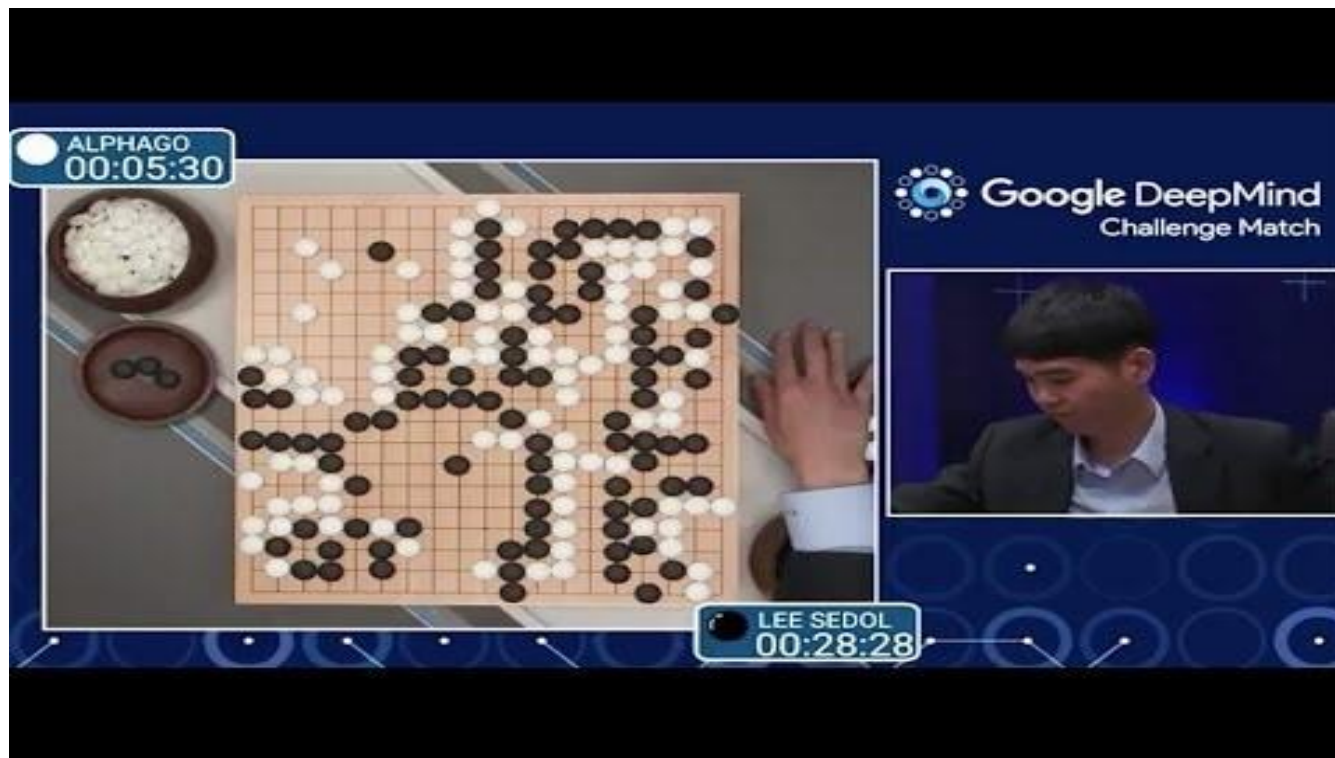 ALPHAGO
00:05:30
Google DeepMind
Challenge Match
LEE SEDOL
00:28:28